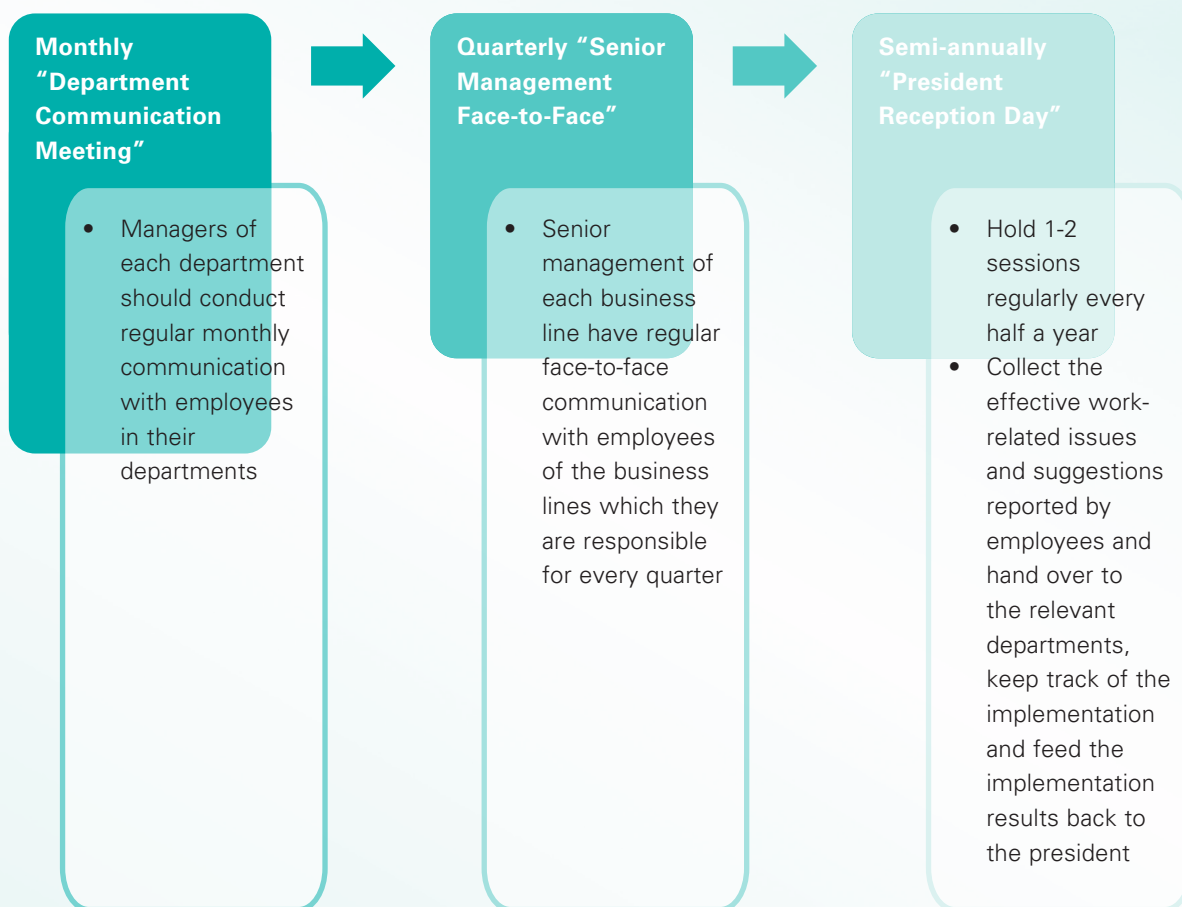 Monthly
“Department
Communication
Meeting”
• Managers of
each department
should conduct
regular monthly
communication
with employees
in their
departments
Quarterly “Senior
Management
Face-to-Face”
• Senior
management of
each business
line have regular
face-to-face
communication
with employees
of the business
lines which they
are responsible
for every quarter
Semi-annually
“President
Reception Day”
• Hold 1-2
sessions
regularly every
half a year
• Collect the
effective work-
related issues
and suggestions
reported by
employees and
hand over to
the relevant
departments,
keep track of the
implementation
and feed the
implementation
results back to
the president